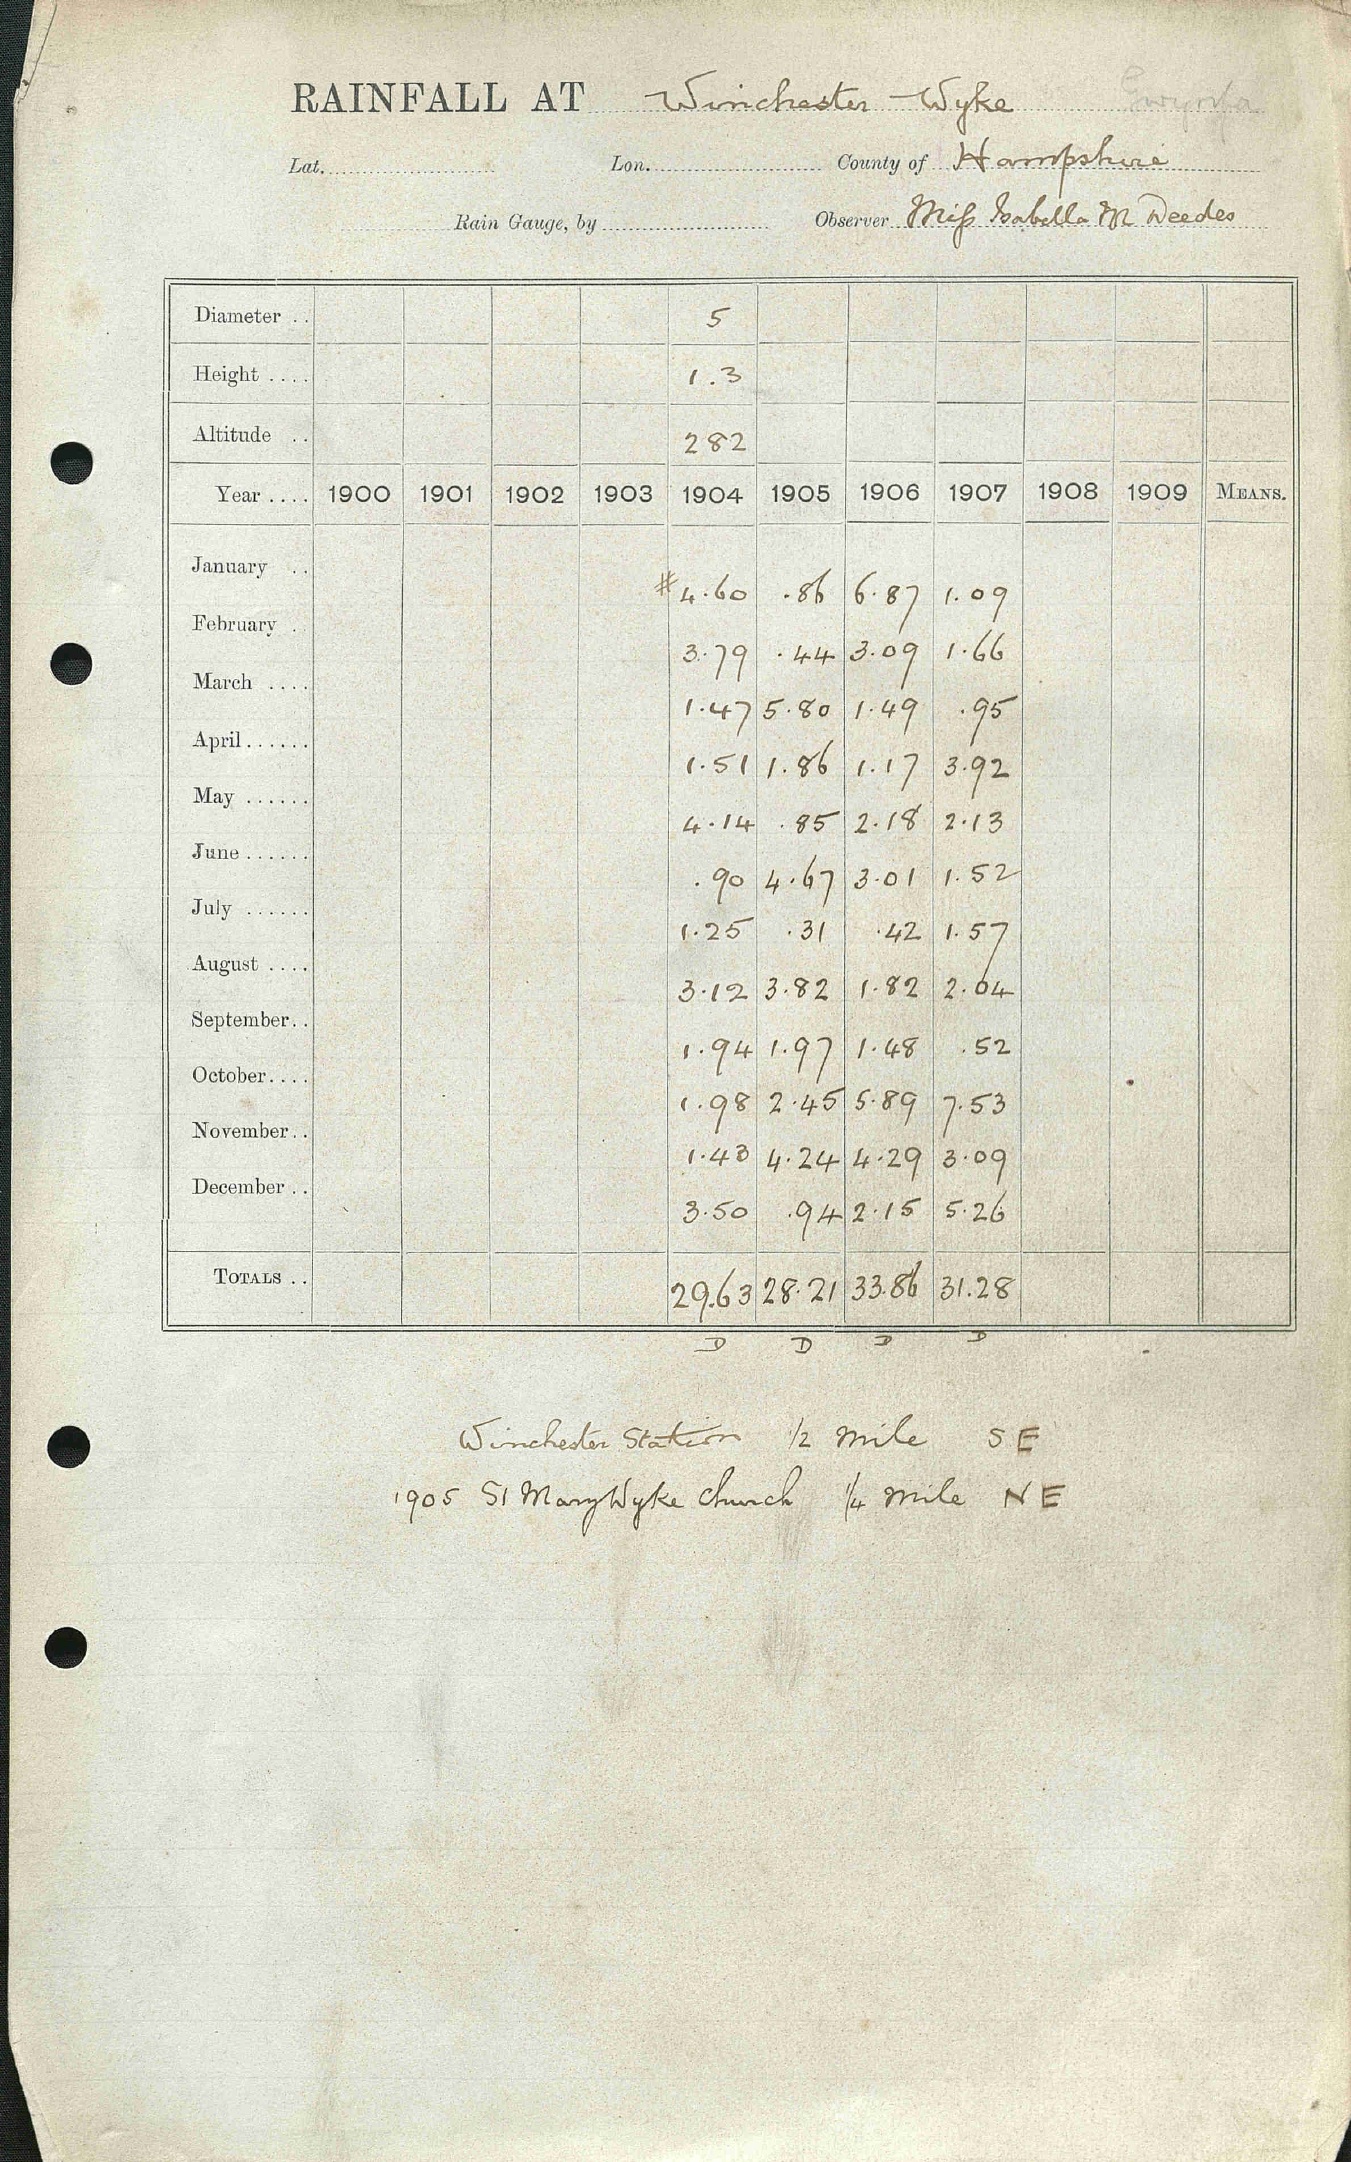 RAINFALL AT Winchester - Wyke
Lat. Lon. County of Hampshire
Rain Gauge, by Observer Miss Isabella M Weedes
Diameter .. 5
Height .... 1.3
Altitude .. 282
Year .... 1900 1901 1902 1903 1904 1905 1906 1907 1908 1909 MEANS.
January .. #4.60 .86 6.87 1.09
February . 3.79 .44 3.09 1.66
March .... 1.47 5.80 1.49 .95
April ...... 1.51 1.86 1.17 3.92
May ...... 4.14 .85 2.18 2.13
June ...... .90 4.67 3.01 1.52
July ...... 1.25 .31 .42 1.57
August .... 3.12 3.82 1.82 2.04
September .. 1.94 1.97 1.48 .52
October .... 1.98 2.45 5.89 7.53
November .. 1.43 4.24 4.29 3.09
December .. 3.50 .94 2.15 5.26
TOTALS .. 29.63 28.21 33.86 31.28
D D D D
Winchester Station 1/2 mile SE
1905 St Mary Wyke Church 1/4 mile NE